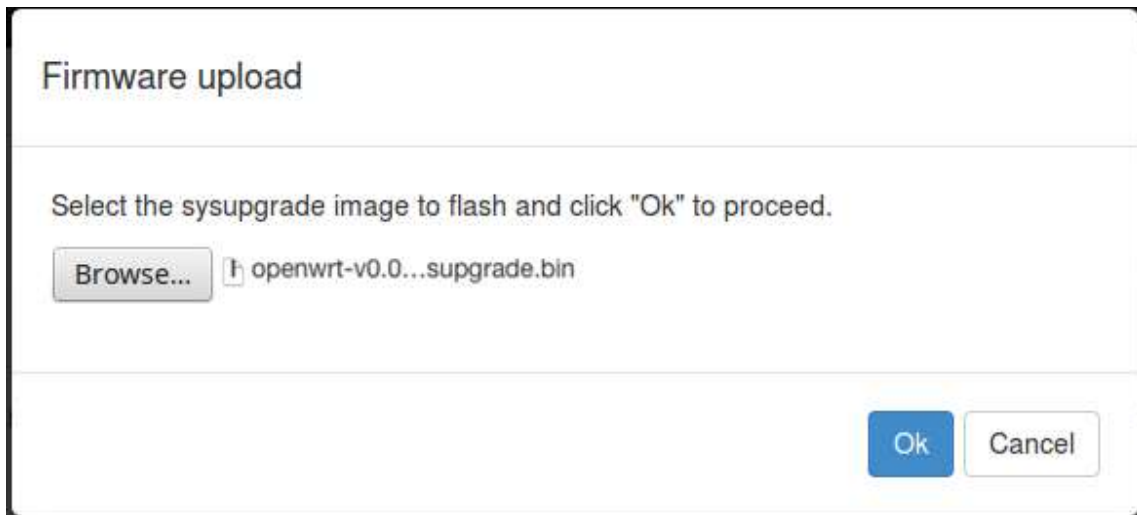 Firmware upload
Select the sysupgrade image to flash and click "Ok" to proceed.
Browse... openwrt-v0.0...supgrade.bin
Ok Cancel